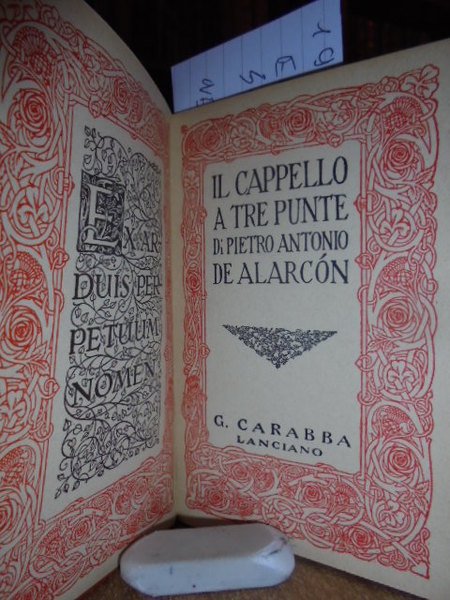 EX AR
DUIS PER
PETUUM
NOMEN
IL CAPPELLO
A TRE PUNTE
Di PIETRO ANTONIO
DE ALARCÓN
G. CARABBA
LANCIANO